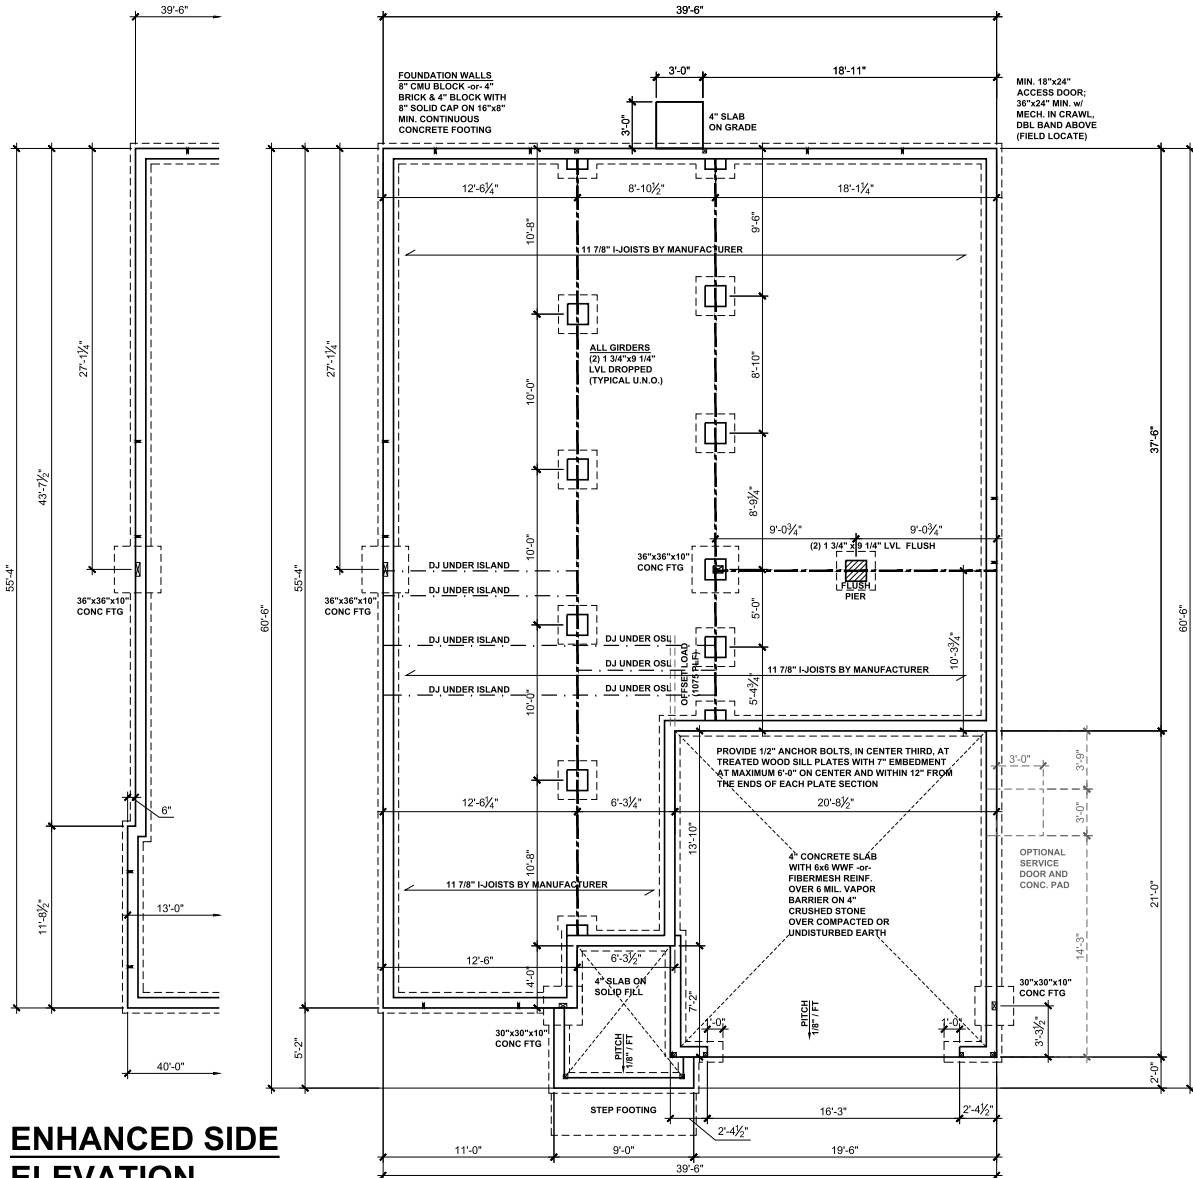 39'-6"
39'-6"
FOUNDATION WALLS
8" CMU BLOCK -or- 4"
BRICK & 4" BLOCK WITH
8" SOLID CAP ON 16"x8"
MIN. CONTINUOUS
CONCRETE FOOTING
3'-0"
18'-11"
3'-0"
4" SLAB
ON GRADE
MIN. 18"x24"
ACCESS DOOR;
36"x24" MIN. w/
MECH. IN CRAWL,
DBL BAND ABOVE
(FIELD LOCATE)
12'-6¼"
8'-10½"
18'-1¼"
10'-8"
9'-6"
11 7/8" I-JOISTS BY MANUFACTURER
27'-1¼"
27'-1¼"
ALL GIRDERS
(2) 1 3/4"x9 1/4"
LVL DROPPED
(TYPICAL U.N.O.)
8'-10"
10'-0"
37'-6"
43'-7½"
8'-9¼"
9'-0¾"
9'-0¾"
(2) 1 3/4" x 9 1/4" LVL FLUSH
10'-0"
36"x36"x10"
CONC FTG
DJ UNDER ISLAND
FLUSH
PIER
55'-4"
55'-4"
36"x36"x10"
CONC FTG
36"x36"x10"
CONC FTG
DJ UNDER ISLAND
5'-0"
60'-6"
60'-6"
DJ UNDER ISLAND
DJ UNDER OSL
10'-3¾"
DJ UNDER OSL
OFFSET LOAD
(1075 PLF)
11 7/8" I-JOISTS BY MANUFACTURER
DJ UNDER ISLAND
DJ UNDER OSL
5'-4¾"
10'-0"
PROVIDE 1/2" ANCHOR BOLTS, IN CENTER THIRD, AT
TREATED WOOD SILL PLATES WITH 7" EMBEDMENT
AT MAXIMUM 6'-0" ON CENTER AND WITHIN 12" FROM
THE ENDS OF EACH PLATE SECTION
3'-0"
3'-9"
6"
12'-6¼"
6'-3¼"
20'-8½"
3'-0"
13'-10"
10'-8"
4" CONCRETE SLAB
WITH 6x6 WWF -or-
FIBERMESH REINF.
OVER 6 MIL. VAPOR
BARRIER ON 4"
CRUSHED STONE
OVER COMPACTED OR
UNDISTURBED EARTH
OPTIONAL
SERVICE
DOOR AND
CONC. PAD
11 7/8" I-JOISTS BY MANUFACTURER
21'-0"
11'-8½"
13'-0"
14'-3"
12'-6"
6'-3½"
4'-0"
4" SLAB ON
SOLID FILL
7'-2"
30"x30"x10"
CONC FTG
30"x30"x10"
CONC FTG
PITCH
1/8" / FT
PITCH
1/8" / FT
1'-0"
1'-0"
3'-3½"
5'-2"
40'-0"
2'-0"
STEP FOOTING
16'-3"
2'-4½"
2'-4½"
11'-0"
9'-0"
19'-6"
39'-6"
ENHANCED SIDE
ELEVATION